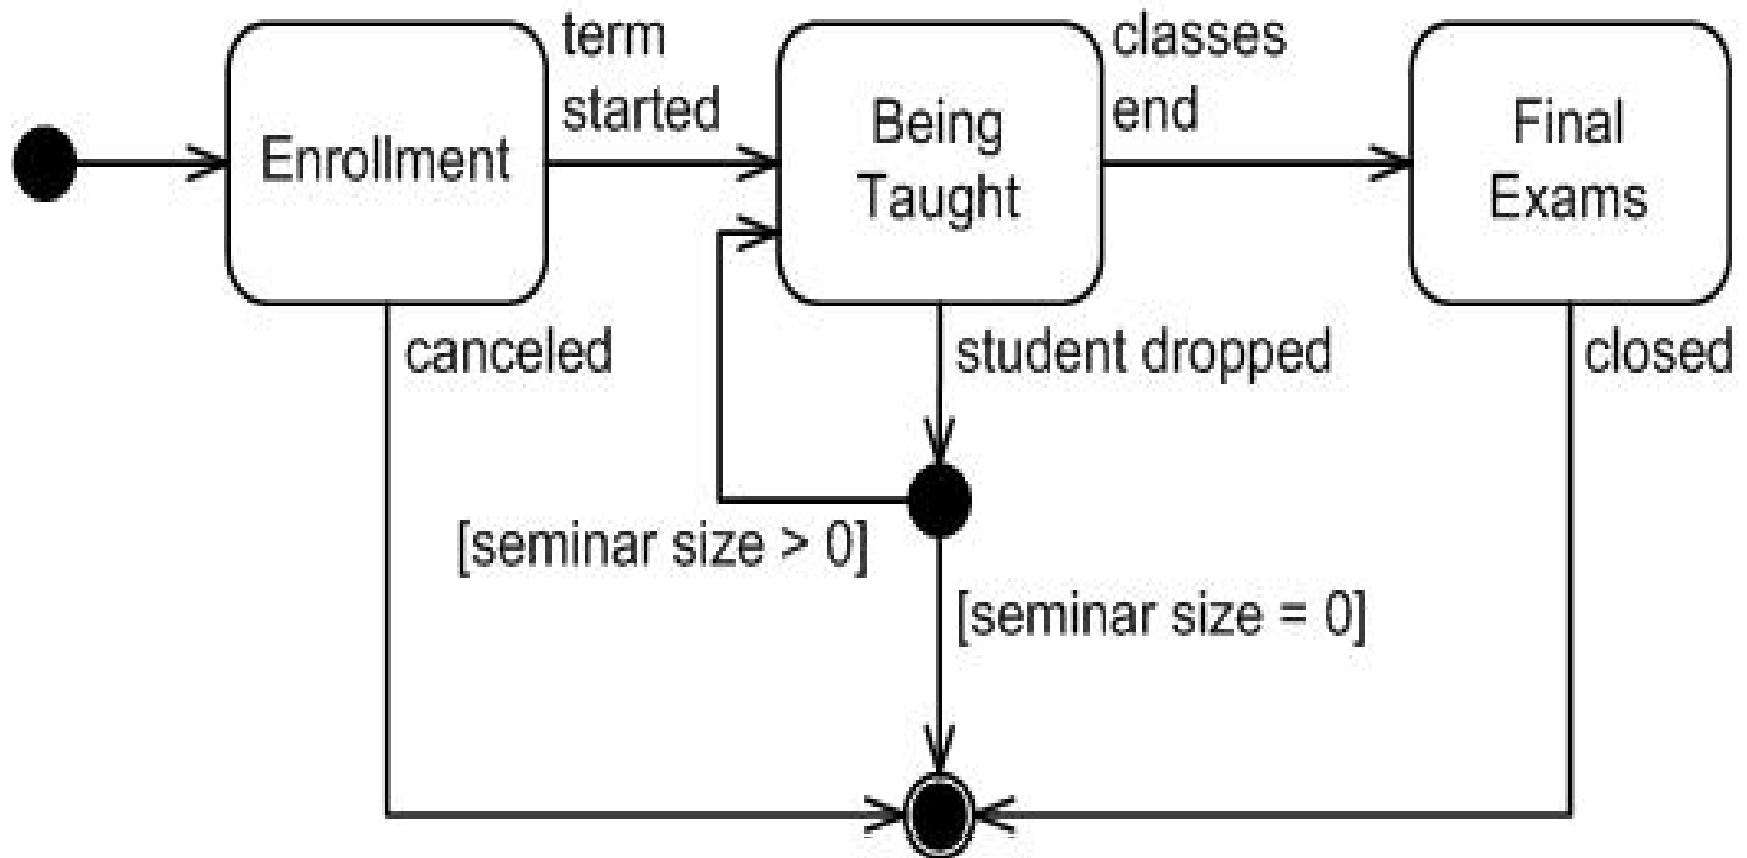 term
started
classes
end
Enrollment
Being
Taught
Final
Exams
canceled
student dropped
closed
[seminar size > 0]
[seminar size = 0]